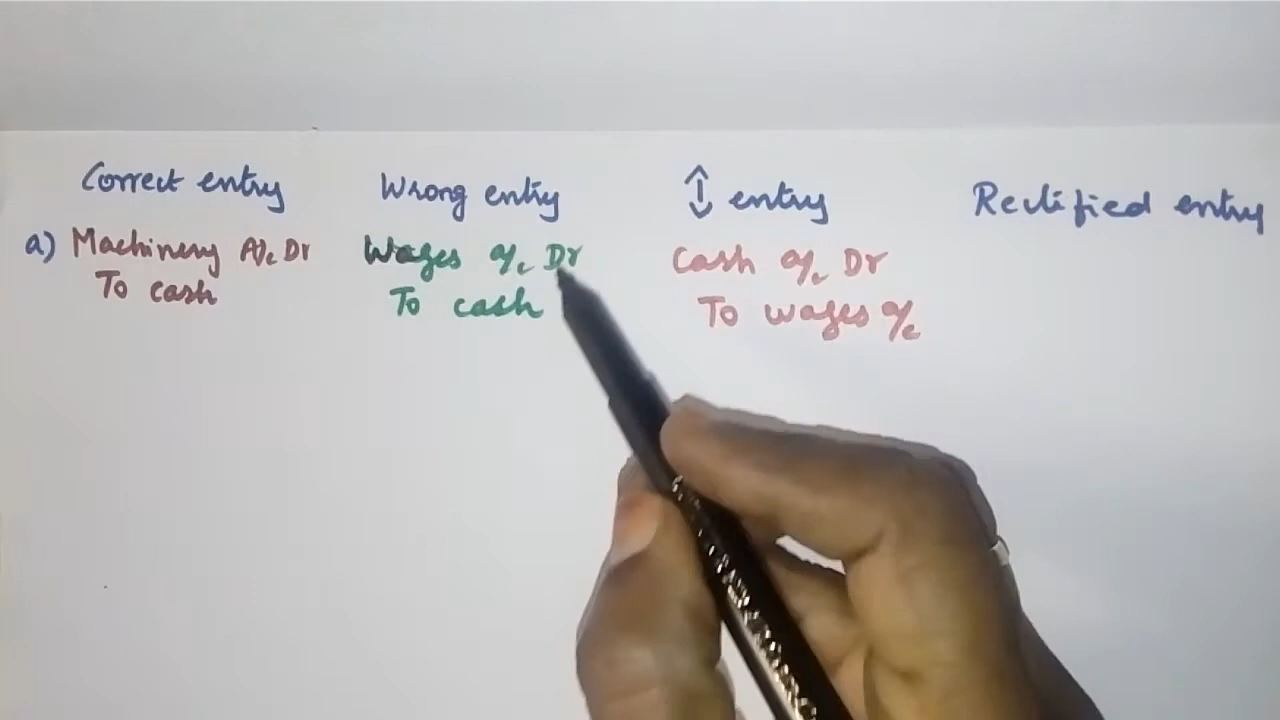 Correct entry Wrong entry ↕ entry Rectified entry
a) Machinery A/c Dr Wages a/c Dr Cash a/c Dr
To cash To cash To wages a/c